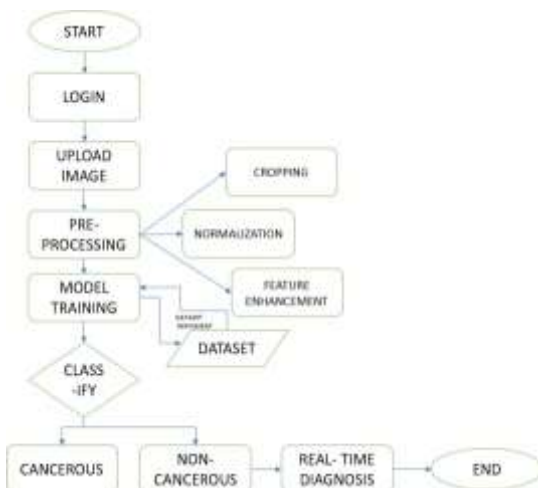 START
LOGIN
UPLOAD
IMAGE
CROPPING
PRE-
PROCESSING
NORMALIZATION
MODEL
TRAINING
FEATURE
ENHANCEMENT
DATASET
CLASS
-IFY
CANCEROUS
NON-
CANCEROUS
REAL- TIME
DIAGNOSIS
END